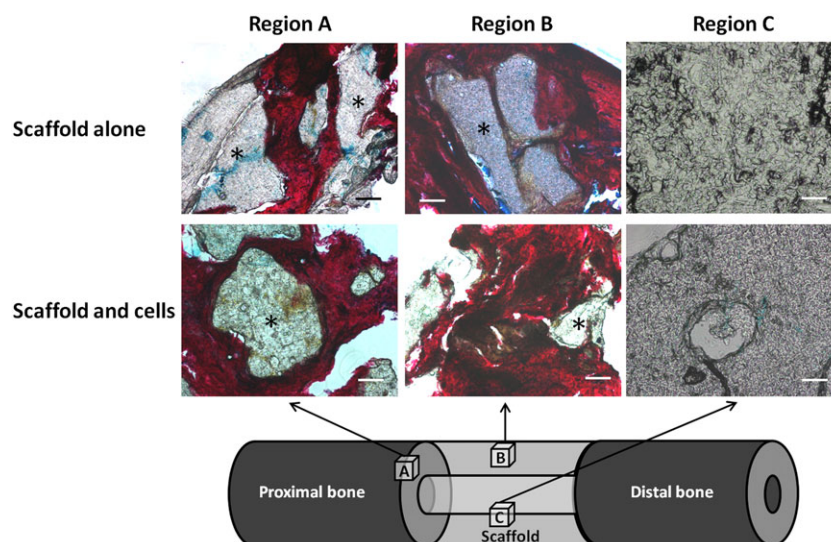 Region A Region B Region C
Scaffold alone
* * *
Scaffold and cells
* *
A B
Proximal bone Distal bone
C
Scaffold